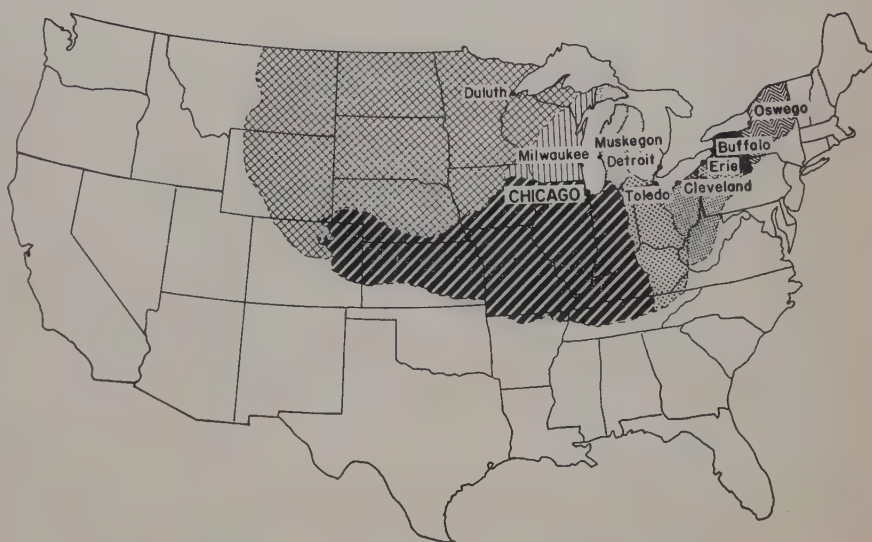 Duluth
Oswego
Muskegon
Milwaukee
Detroit
Buffalo
Erie
CHICAGO
Toledo
Cleveland